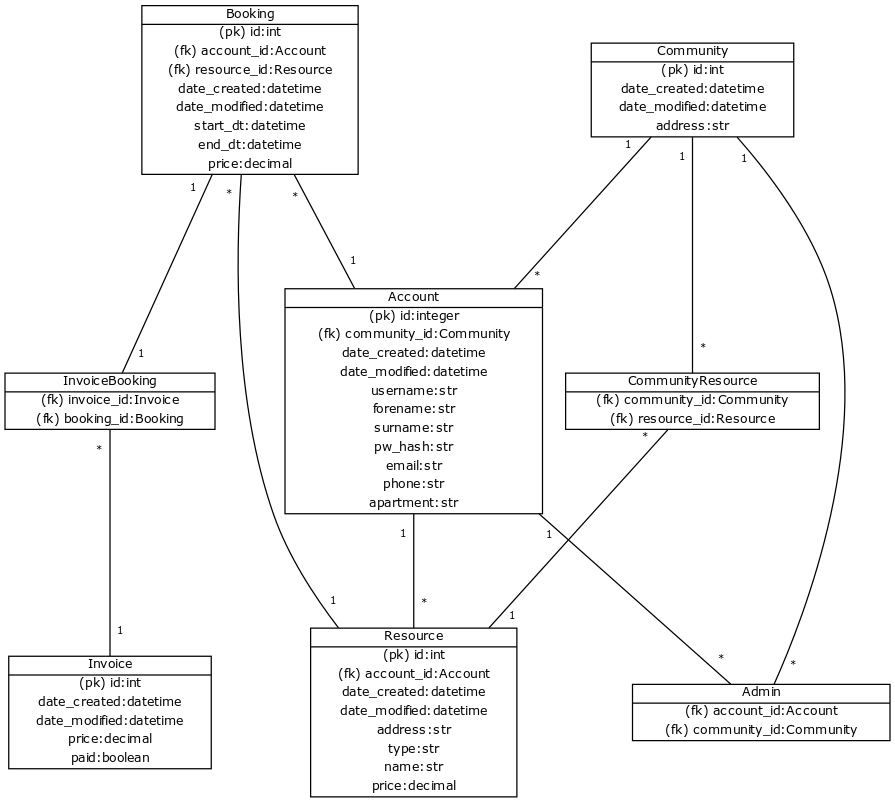 Booking
(pk) id:int
(fk) account_id:Account
(fk) resource_id:Resource
date_created:datetime
date_modified:datetime
start_dt:datetime
end_dt:datetime
price:decimal
Community
(pk) id:int
date_created:datetime
date_modified:datetime
address:str
1
*
*
1
1
1
1
*
1
*
Account
(pk) id:integer
(fk) community_id:Community
date_created:datetime
date_modified:datetime
username:str
forename:str
surname:str
pw_hash:str
email:str
phone:str
apartment:str
*
1
InvoiceBooking
(fk) invoice_id:Invoice
(fk) booking_id:Booking
CommunityResource
(fk) community_id:Community
(fk) resource_id:Resource
*
*
1
1
1
*
1
1
*
*
Invoice
(pk) id:int
date_created:datetime
date_modified:datetime
price:decimal
paid:boolean
Resource
(pk) id:int
(fk) account_id:Account
date_created:datetime
date_modified:datetime
address:str
type:str
name:str
price:decimal
Admin
(fk) account_id:Account
(fk) community_id:Community